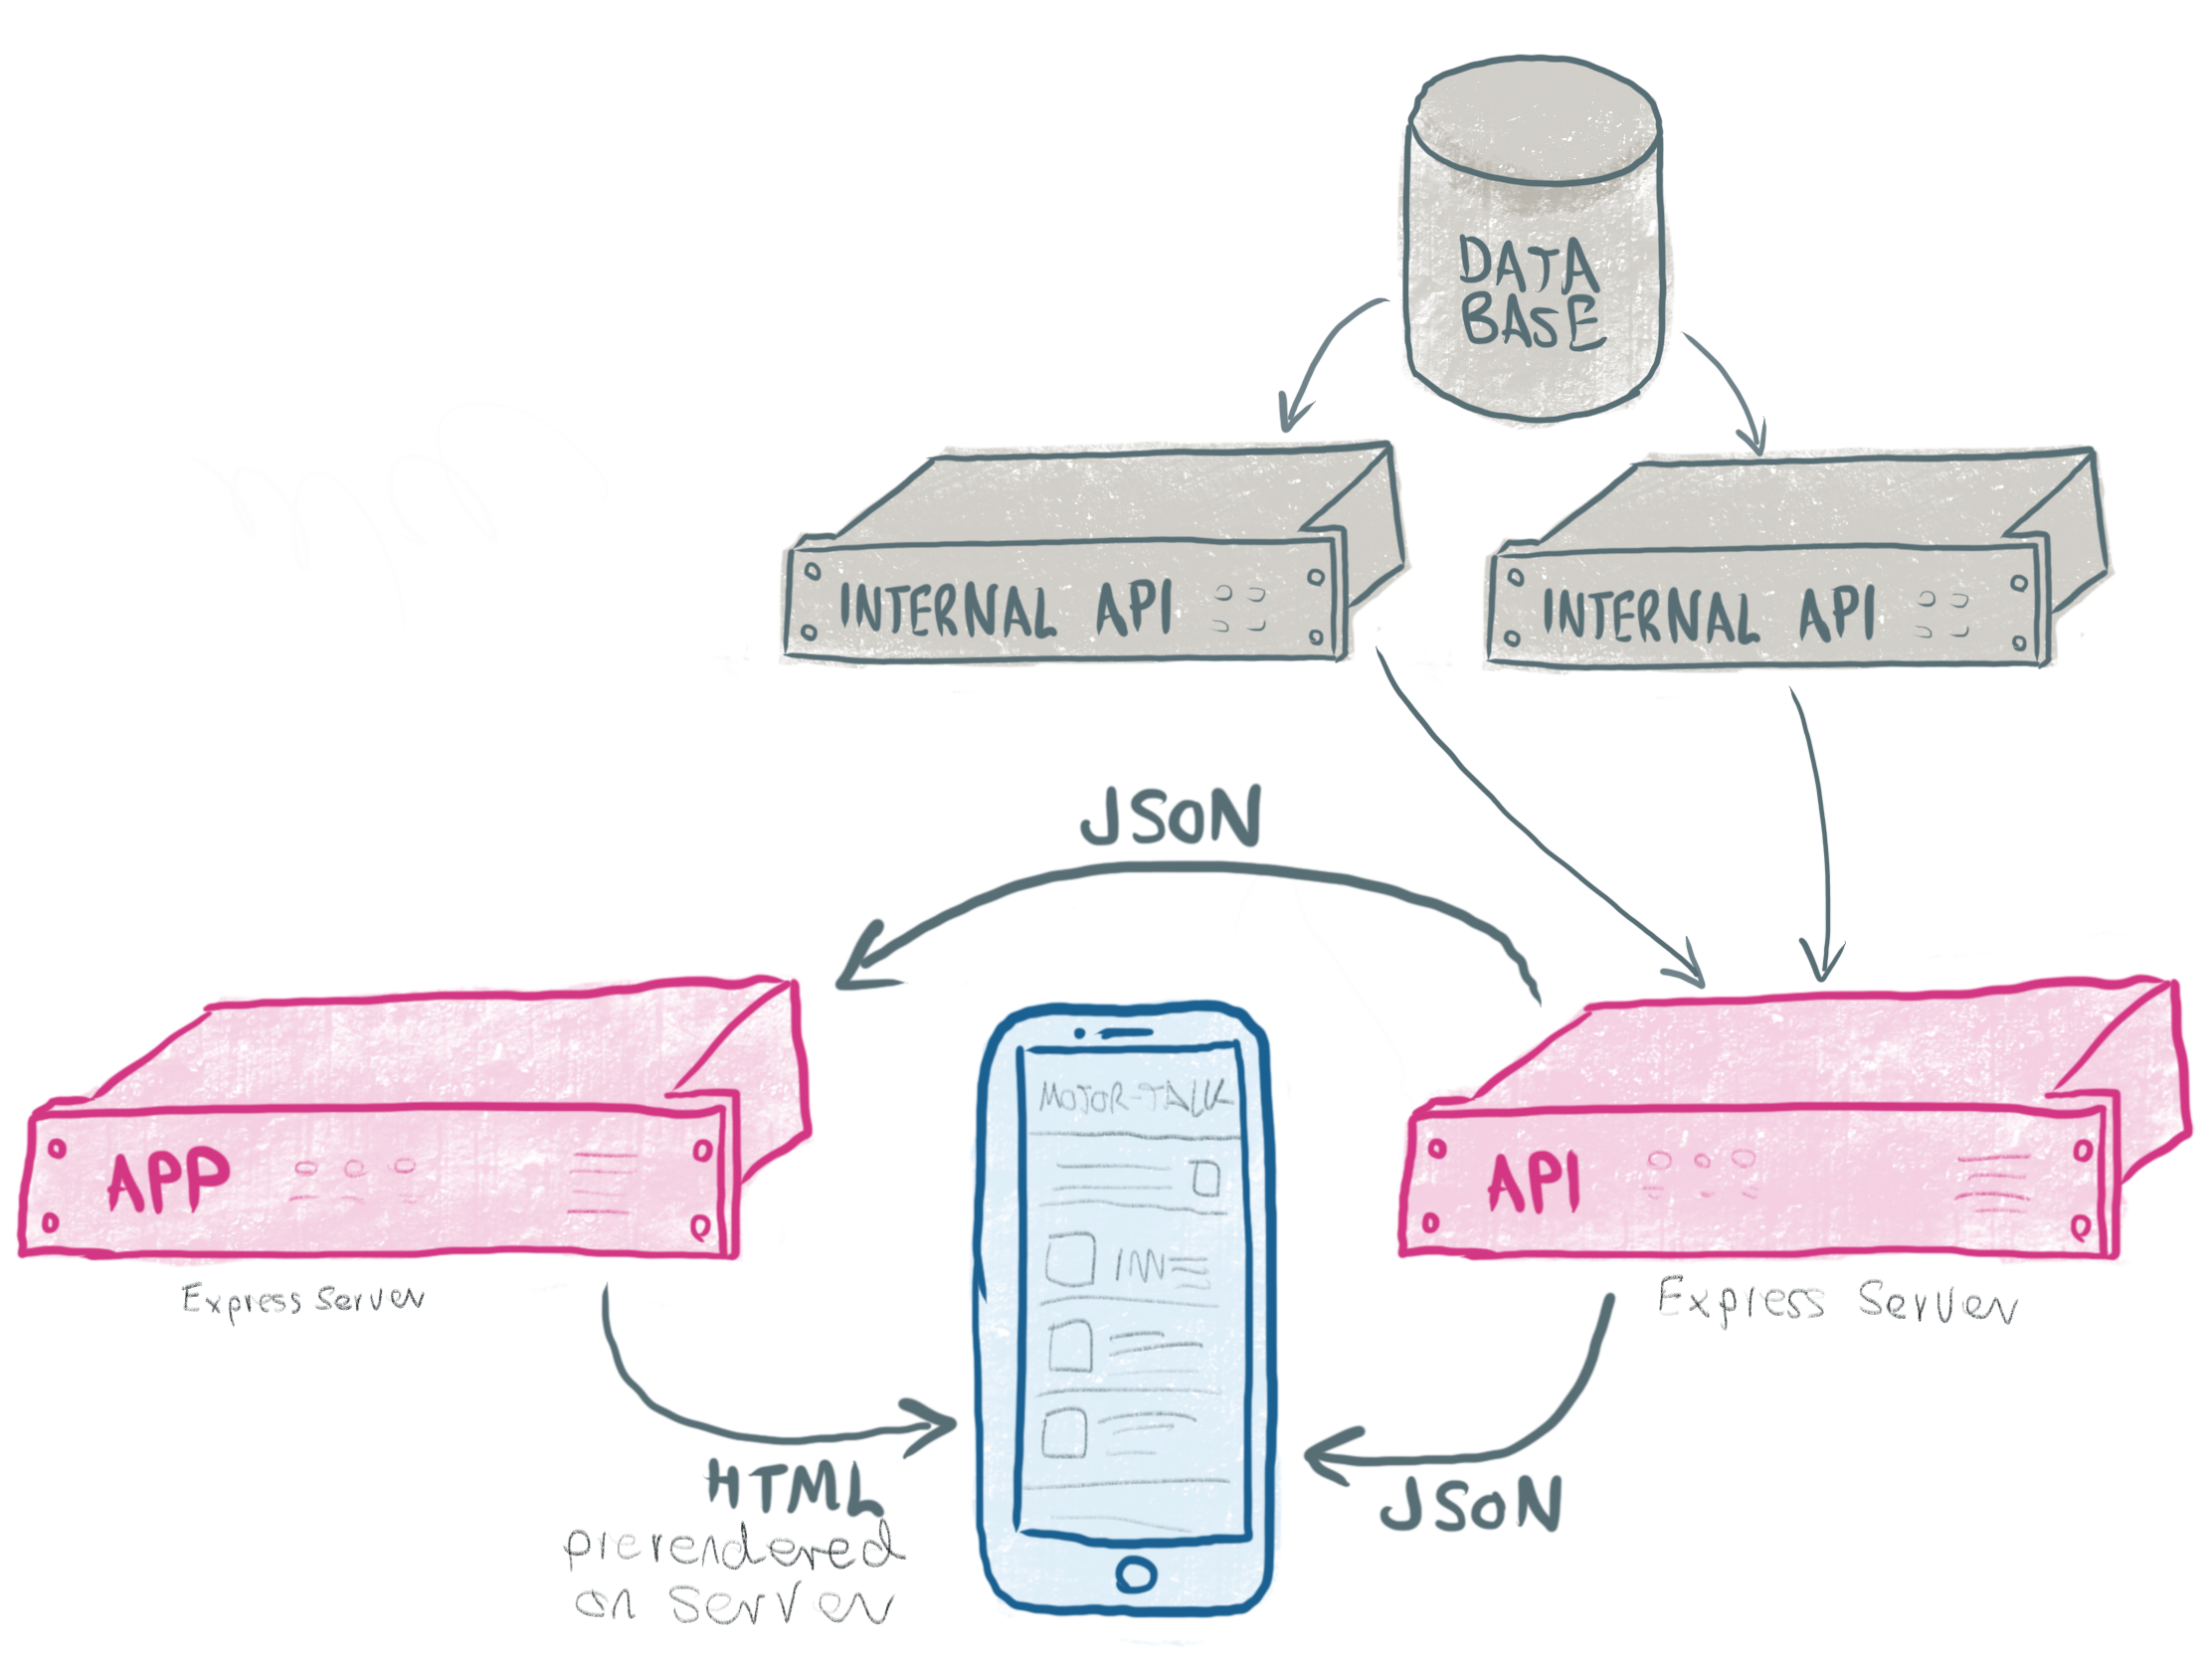 DATA
BASE
INTERNAL API
INTERNAL API
JSON
APP
MOTOR-TALK
API
Express Server
Express Server
HTML
prerendered
on Server
JSON